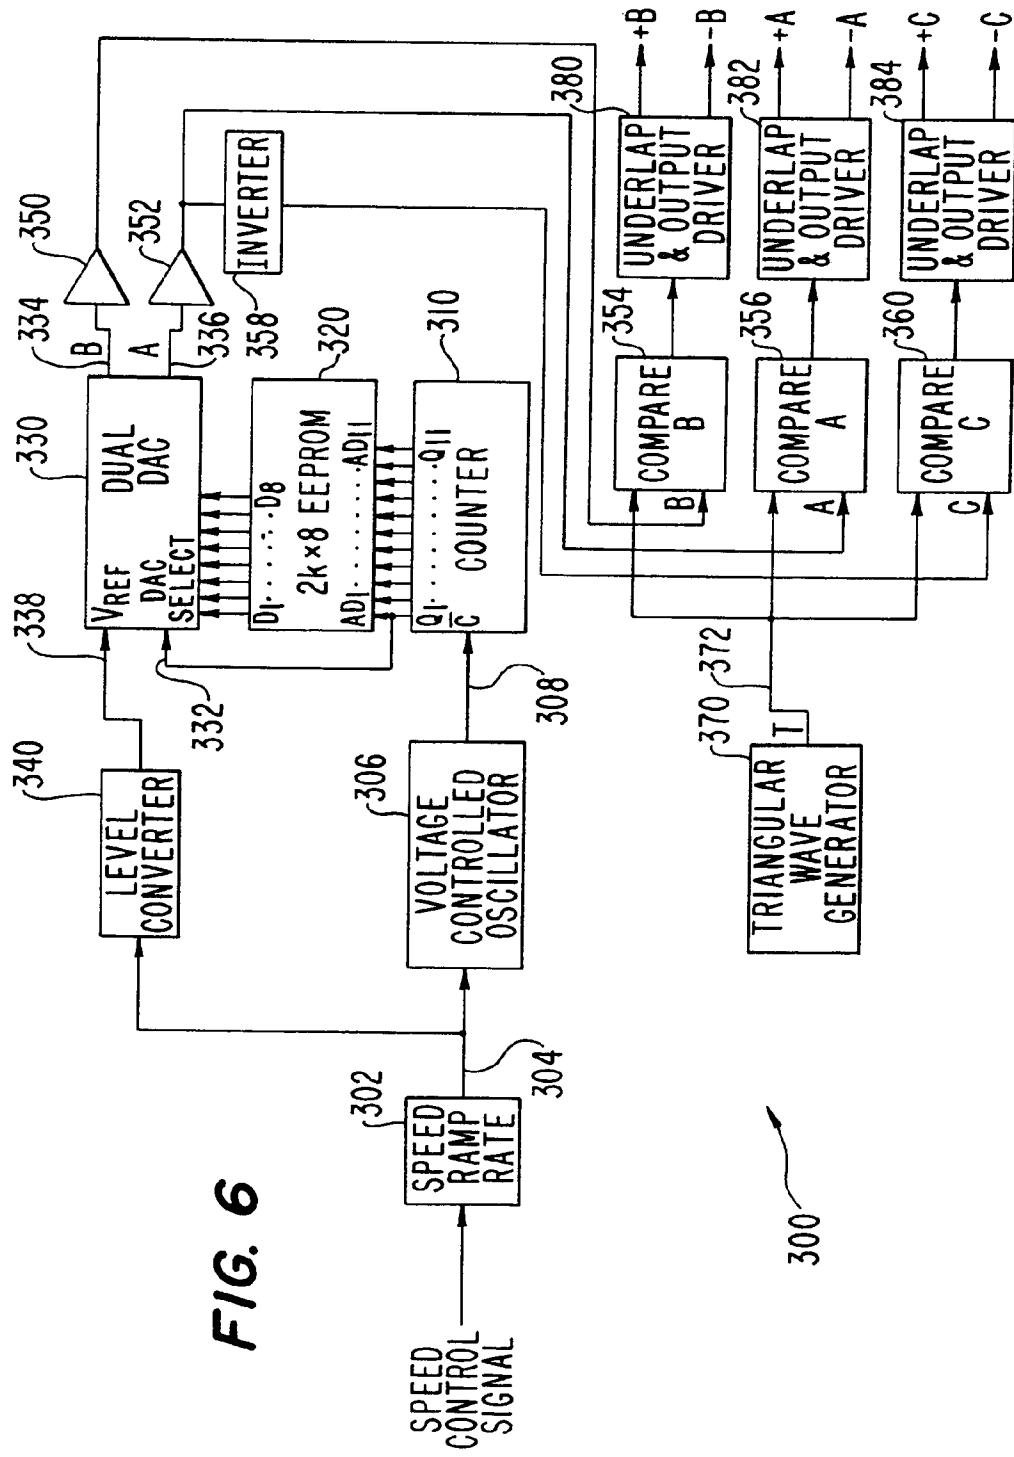 FIG. 6
300
SPEED
CONTROL
SIGNAL
302
SPEED
RAMP
RATE
304
340
LEVEL
CONVERTER
338
332
306
VOLTAGE
CONTROLLED
OSCILLATOR
308
330
VREF
DUAL
DAC
DAC
SELECT
334
B
A
336
350
352
358
INVERTER
320
D1.....D8
2k×8 EEPROM
AD1.......AD11
310
Q1.......Q11
C̅
COUNTER
370
TRIANGULAR
WAVE
GENERATOR
T
372
354
COMPARE
B
B
356
COMPARE
A
A
360
COMPARE
C
C
380
UNDERLAP
& OUTPUT
DRIVER
+B
-B
382
UNDERLAP
& OUTPUT
DRIVER
+A
-A
384
UNDERLAP
& OUTPUT
DRIVER
+C
-C